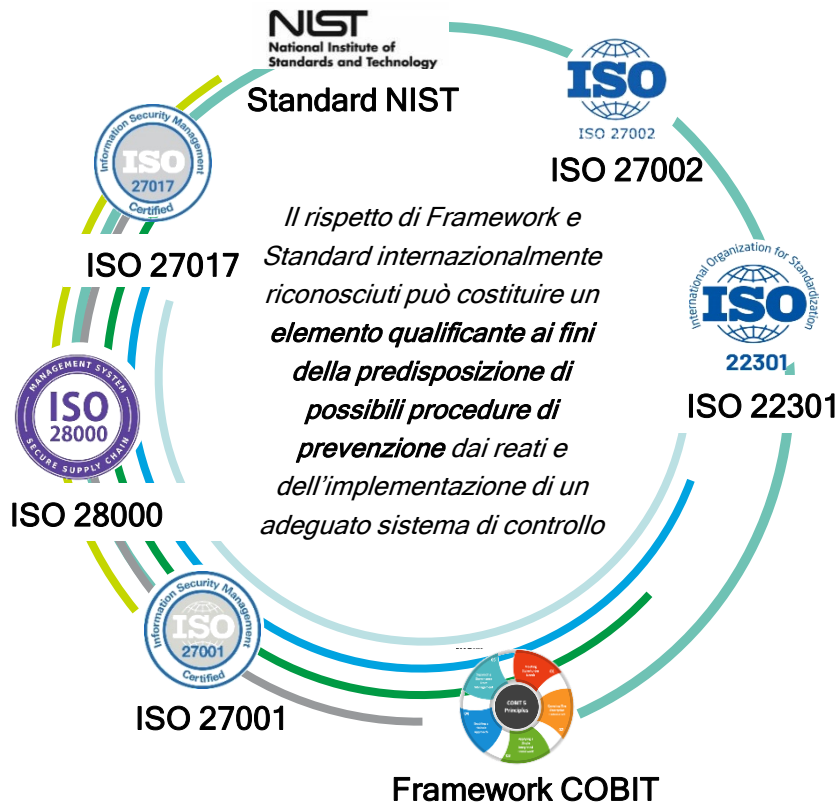 NIST
National Institute of
Standards and Technology
Standard NIST
ISO
ISO 27002
ISO 27002
Information Security Management
ISO
27017
Certified
ISO 27017
Il rispetto di Framework e
Standard internazionalmente
riconosciuti può costituire un
elemento qualificante ai fini
della predisposizione di
possibili procedure di
prevenzione dai reati e
dell'implementazione di un
adeguato sistema di controllo
International Organization for Standardization
ISO
22301
ISO 22301
MANAGEMENT SYSTEM
ISO
28000
SECURE SUPPLY CHAIN
ISO 28000
Information Security Management
ISO
27001
Certified
ISO 27001
COBIT 5
Principles
Framework COBIT